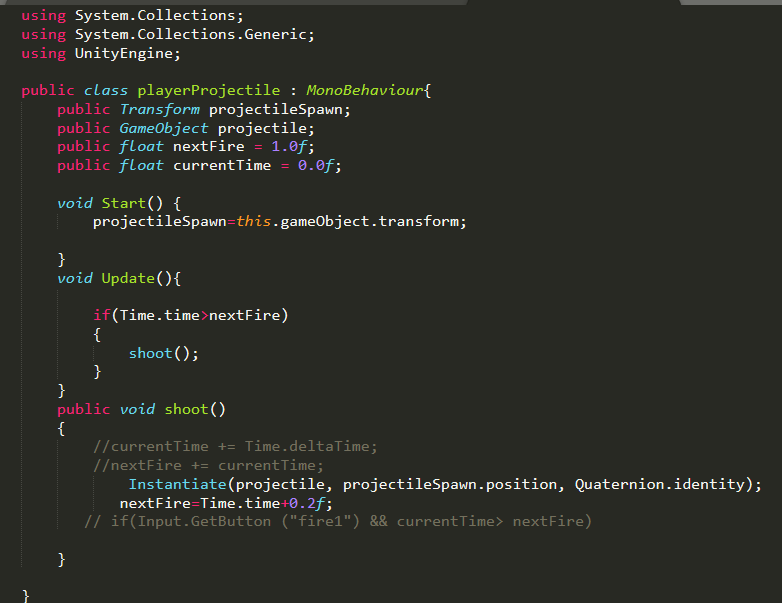 using System.Collections;
using System.Collections.Generic;
using UnityEngine;
public class playerProjectile : MonoBehaviour{
public Transform projectileSpawn;
public GameObject projectile;
public float nextFire = 1.0f;
public float currentTime = 0.0f;
void Start() {
projectileSpawn=this.gameObject.transform;
}
void Update(){
if(Time.time>nextFire)
{
shoot();
}
}
public void shoot()
{
//currentTime += Time.deltaTime;
//nextFire += currentTime;
Instantiate(projectile, projectileSpawn.position, Quaternion.identity);
nextFire=Time.time+0.2f;
// if(Input.GetButton ("fire1") && currentTime> nextFire)
}
}